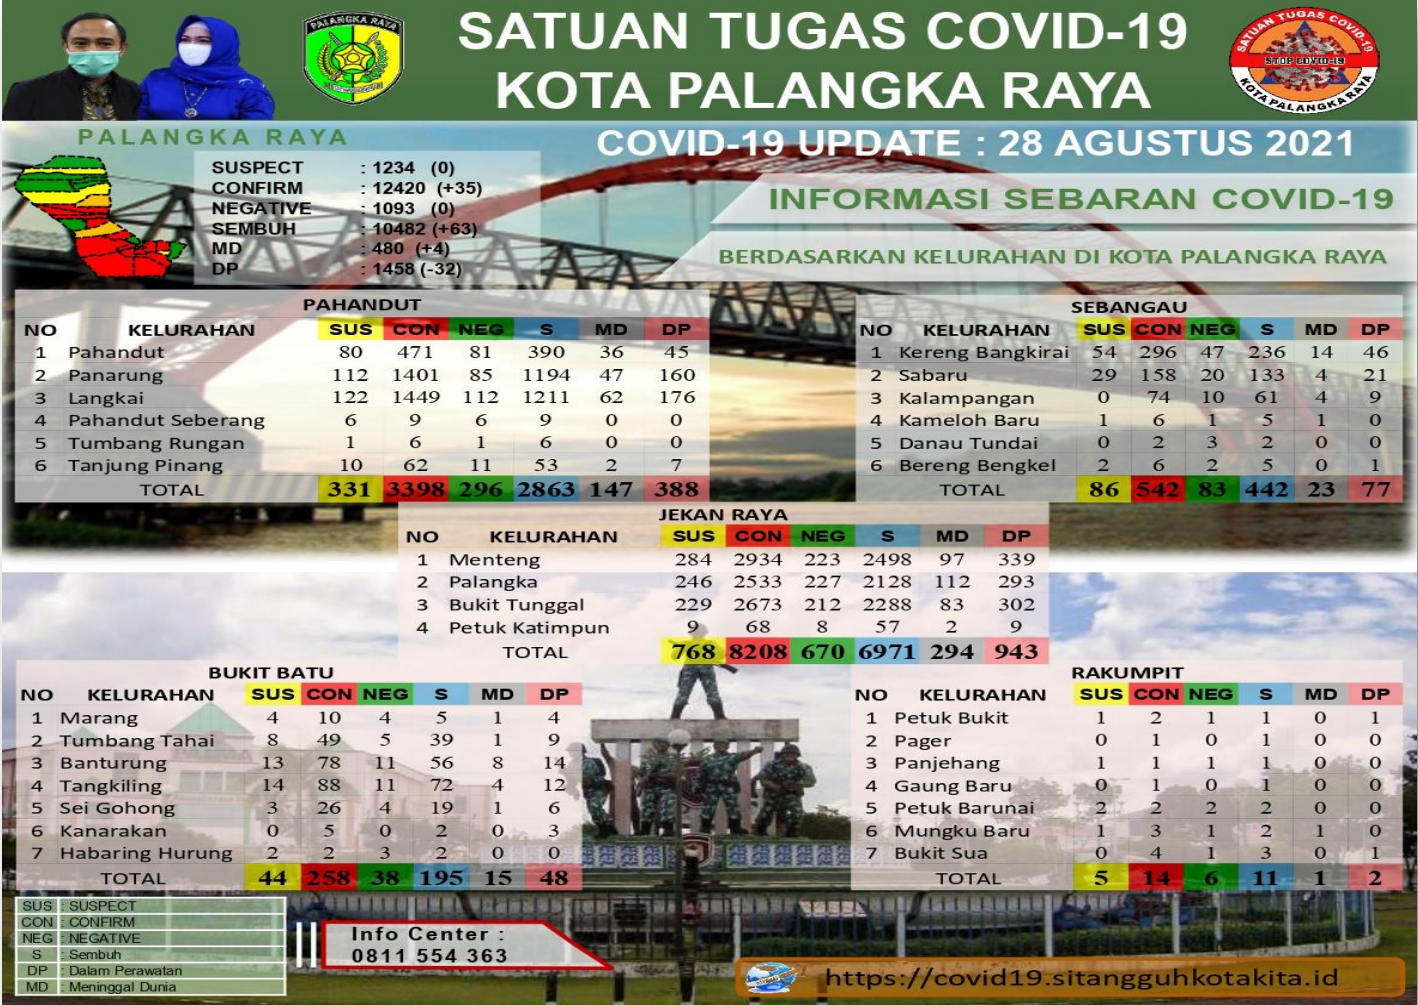 SATUAN TUGAS COVID-19
KOTA PALANGKA RAYA
PALANGKA RAYA
SATUAN TUGAS COVID-19
STOP COVID-19
KOTA PALANGKA RAYA
PALANGKA RAYA
COVID-19 UPDATE : 28 AGUSTUS 2021
SUSPECT : 1234 (0)
CONFIRM : 12420 (+35)
NEGATIVE : 1093 (0)
SEMBUH : 10482 (+63)
MD : 480 (+4)
DP : 1458 (-32)
INFORMASI SEBARAN COVID-19
BERDASARKAN KELURAHAN DI KOTA PALANGKA RAYA
PAHANDUT
NO KELURAHAN SUS CON NEG S MD DP
1 Pahandut 80 471 81 390 36 45
2 Panarung 112 1401 85 1194 47 160
3 Langkai 122 1449 112 1211 62 176
4 Pahandut Seberang 6 9 6 9 0 0
5 Tumbang Rungan 1 6 1 6 0 0
6 Tanjung Pinang 10 62 11 53 2 7
TOTAL 331 3398 296 2863 147 388
SEBANGAU
NO KELURAHAN SUS CON NEG S MD DP
1 Kereng Bangkirai 54 296 47 236 14 46
2 Sabaru 29 158 20 133 4 21
3 Kalampangan 0 74 10 61 4 9
4 Kameloh Baru 1 6 1 5 1 0
5 Danau Tundai 0 2 3 2 0 0
6 Bereng Bengkel 2 6 2 5 0 1
TOTAL 86 542 83 442 23 77
JEKAN RAYA
NO KELURAHAN SUS CON NEG S MD DP
1 Menteng 284 2934 223 2498 97 339
2 Palangka 246 2533 227 2128 112 293
3 Bukit Tunggal 229 2673 212 2288 83 302
4 Petuk Katimpun 9 68 8 57 2 9
TOTAL 768 8208 670 6971 294 943
BUKIT BATU
NO KELURAHAN SUS CON NEG S MD DP
1 Marang 4 10 4 5 1 4
2 Tumbang Tahai 8 49 5 39 1 9
3 Banturung 13 78 11 56 8 14
4 Tangkiling 14 88 11 72 4 12
5 Sei Gohong 3 26 4 19 1 6
6 Kanarakan 0 5 0 2 0 3
7 Habaring Hurung 2 2 3 2 0 0
TOTAL 44 258 38 195 15 48
RAKUMPIT
NO KELURAHAN SUS CON NEG S MD DP
1 Petuk Bukit 1 2 1 1 0 1
2 Pager 0 1 0 1 0 0
3 Panjehang 1 1 1 1 0 0
4 Gaung Baru 0 1 0 1 0 0
5 Petuk Barunai 2 2 2 2 0 0
6 Mungku Baru 1 3 1 2 1 0
7 Bukit Sua 0 4 1 3 0 1
TOTAL 5 14 6 11 1 2
SUS : SUSPECT
CON : CONFIRM
NEG : NEGATIVE
S : Sembuh
DP : Dalam Perawatan
MD : Meninggal Dunia
Info Center :
0811 554 363
https://covid19.sitangguhkotakita.id